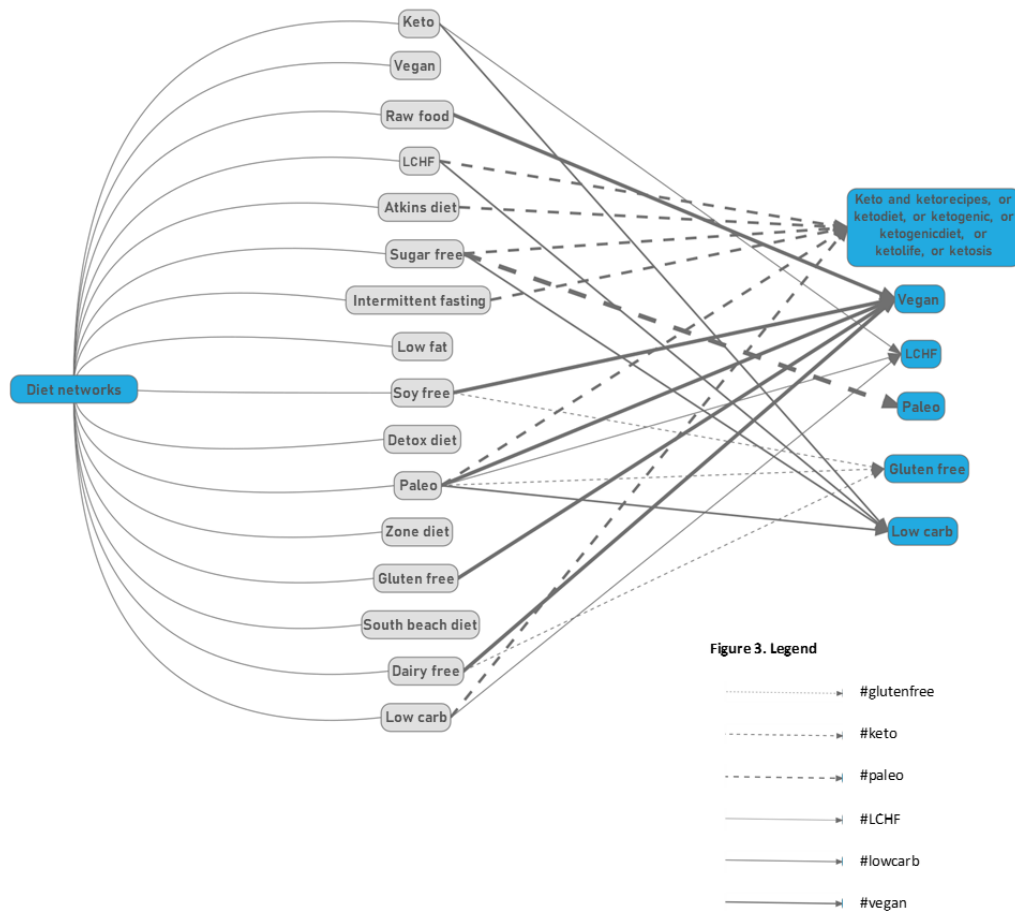 Keto
Vegan
Raw food
LCHF
Atkins diet
Sugar free
Intermittent fasting
Low fat
Diet networks
Soy free
Detox diet
Paleo
Zone diet
Gluten free
South beach diet
Dairy free
Low carb
Keto and ketorecipes, or
ketodiet, or ketogenic, or
ketogenicdiet, or
ketolife, or ketosis
Vegan
LCHF
Paleo
Gluten free
Low carb
Figure 3. Legend
#glutenfree
#keto
#paleo
#LCHF
#lowcarb
#vegan